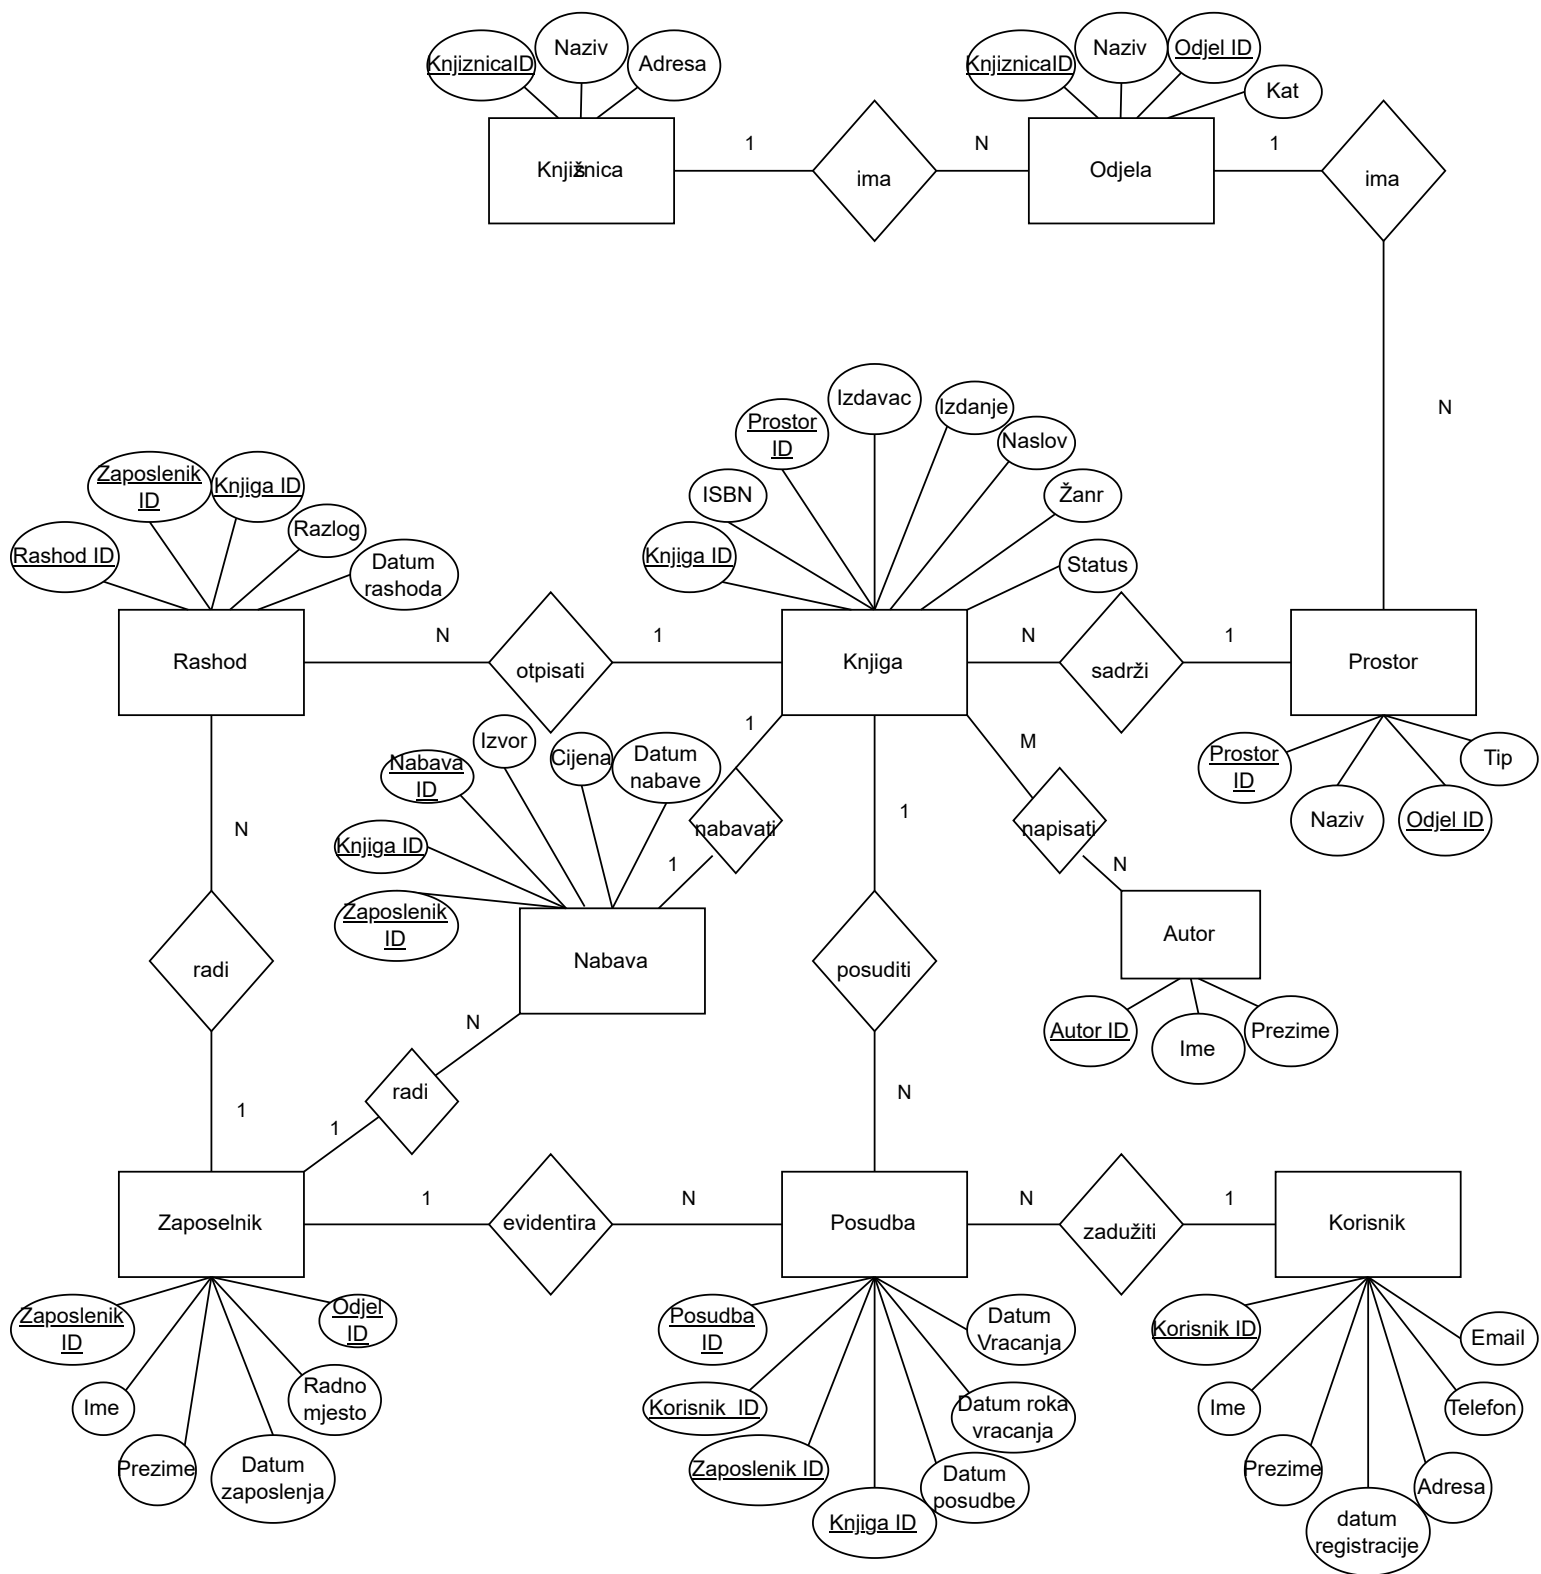 Naziv
Odjel ID
Naziv
KnjiznicaID
Adresa
KnjiznicaID
Kat
1
N
1
Knjižnica
ima
Odjela
ima
Izdavac
Izdanje
N
Prostor
ID
Naslov
Zaposlenik
ID
Knjiga ID
ISBN
Žanr
Razlog
Rashod ID
Datum
rashoda
Knjiga ID
Status
N
1
N
1
Rashod
otpisati
Knjiga
sadrži
Prostor
1
M
Izvor
Cijena
Datum
nabave
Nabava
ID
Prostor
ID
Tip
N
nabavati
1
napisati
Naziv
Odjel ID
Knjiga ID
1
N
Zaposlenik
ID
Autor
radi
Nabava
posuditi
N
Autor ID
Ime
Prezime
radi
N
1
1
1
N
N
1
Zaposelnik
evidentira
Posudba
zadužiti
Korisnik
Zaposlenik
ID
Odjel
ID
Posudba
ID
Datum
Vracanja
Korisnik ID
Email
Ime
Radno
mjesto
Korisnik  ID
Datum roka
vracanja
Ime
Telefon
Prezime
Datum
zaposlenja
Zaposlenik ID
Datum
posudbe
Prezime
Adresa
Knjiga ID
datum
registracije